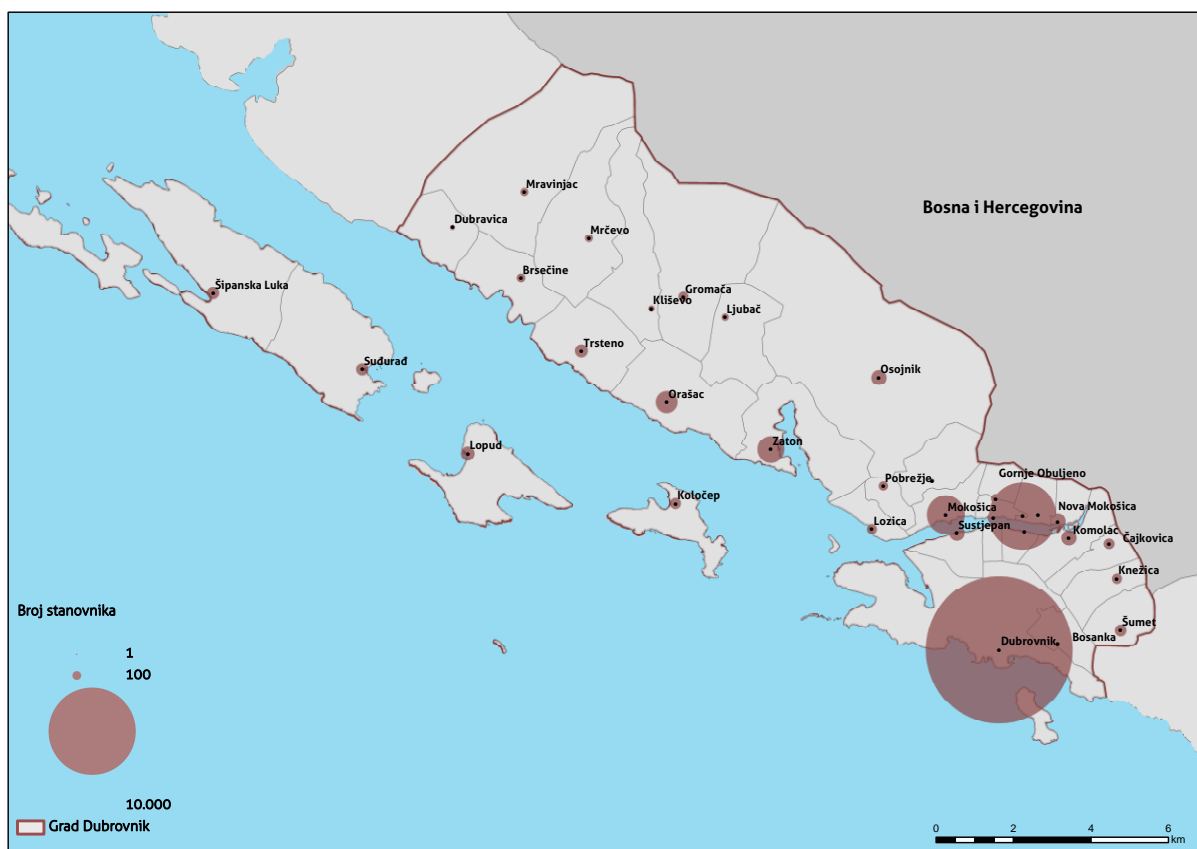 Bosna i Hercegovina
Mravinjac
Dubravica
Mrčevo
Brsečine
Šipanska Luka
Gromača
Kliševo
Ljubač
Trsteno
Suđurađ
Osojnik
Orašac
Zaton
Lopud
Gornje Obuljeno
Pobrežje
Koločep
Mokošica
Nova Mokošica
Lozica
Sustjepan
Komolac
Čajkovica
Knežica
Šumet
Bosanka
Dubrovnik
Broj stanovnika
1
100
10.000
Grad Dubrovnik
0 2 4 6
km